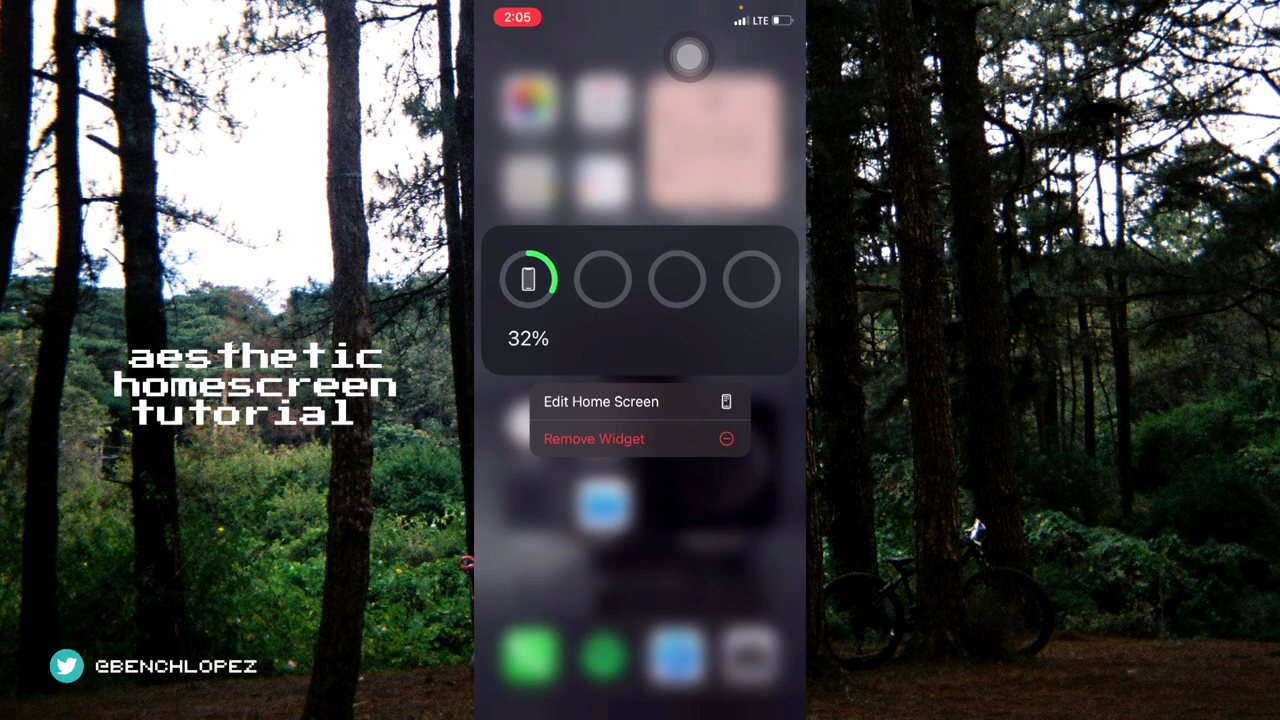 2:05
LTE
32%
Edit Home Screen
Remove Widget
aesthetic
homescreen
tutorial
@BENCHLOPEZ